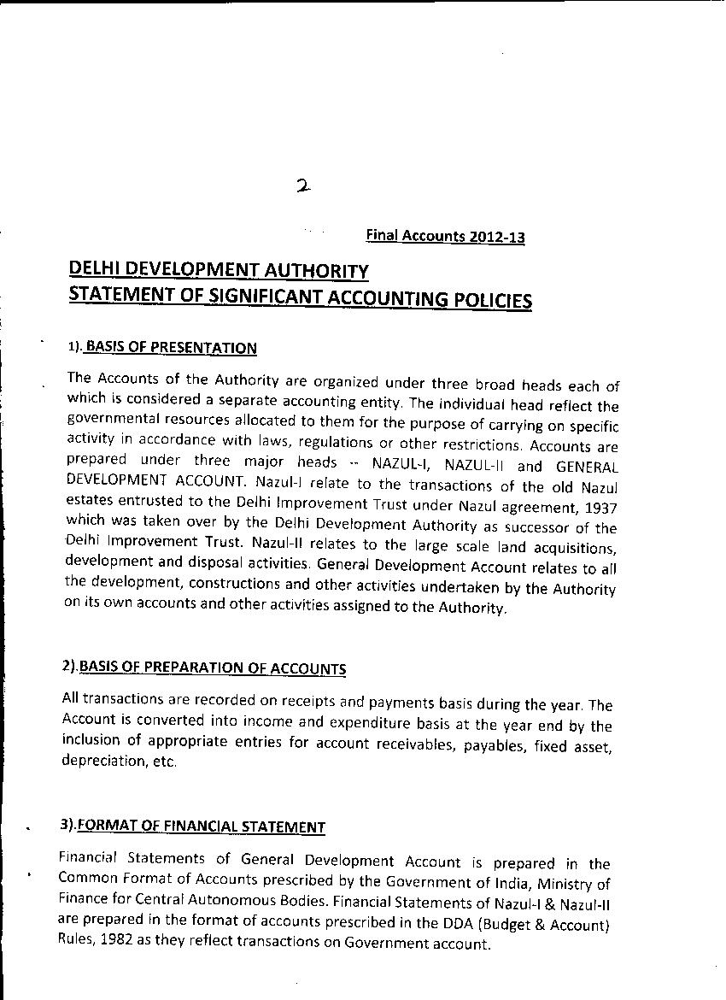 2
Final Accounts 2012-13
DELHI DEVELOPMENT AUTHORITY
STATEMENT OF SIGNIFICANT ACCOUNTING POLICIES
1). BASIS OF PRESENTATION
The Accounts of the Authority are organized under three broad heads each of
which is considered a separate accounting entity. The individual head reflect the
governmental resources allocated to them for the purpose of carrying on specific
activity in accordance with laws, regulations or other restrictions. Accounts are
prepared under three major heads -- NAZUL-I, NAZUL-II and GENERAL
DEVELOPMENT ACCOUNT. Nazul-I relate to the transactions of the old Nazul
estates entrusted to the Delhi Improvement Trust under Nazul agreement, 1937
which was taken over by the Delhi Development Authority as successor of the
Delhi Improvement Trust. Nazul-II relates to the large scale land acquisitions,
development and disposal activities. General Development Account relates to all
the development, constructions and other activities undertaken by the Authority
on its own accounts and other activities assigned to the Authority.
2).BASIS OF PREPARATION OF ACCOUNTS
All transactions are recorded on receipts and payments basis during the year. The
Account is converted into income and expenditure basis at the year end by the
inclusion of appropriate entries for account receivables, payables, fixed asset,
depreciation, etc.
3).FORMAT OF FINANCIAL STATEMENT
Financial Statements of General Development Account is prepared in the
Common Format of Accounts prescribed by the Government of India, Ministry of
Finance for Central Autonomous Bodies. Financial Statements of Nazul-I & Nazul-II
are prepared in the format of accounts prescribed in the DDA (Budget & Account)
Rules, 1982 as they reflect transactions on Government account.